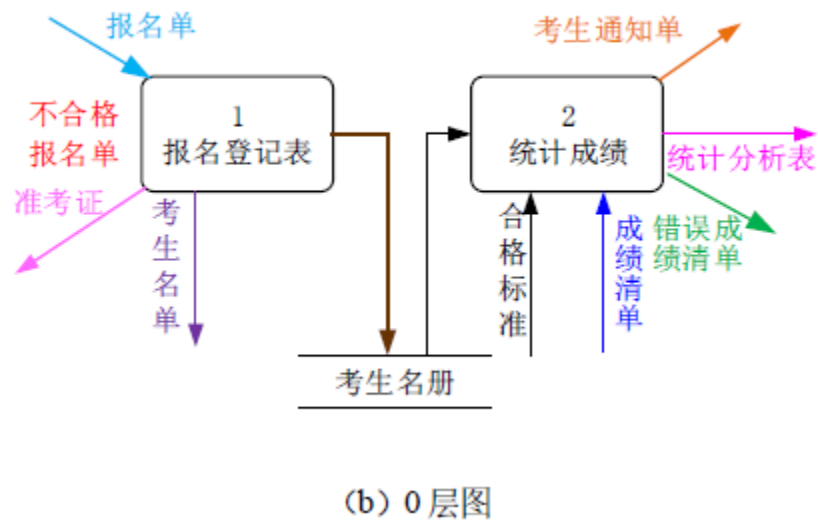 报名单
考生通知单
不合格
报名单
1
报名登记表
2
统计成绩
统计分析表
准考证
考生名单
合格标准
成绩清单
错误成
绩清单
考生名册
（b）0 层图